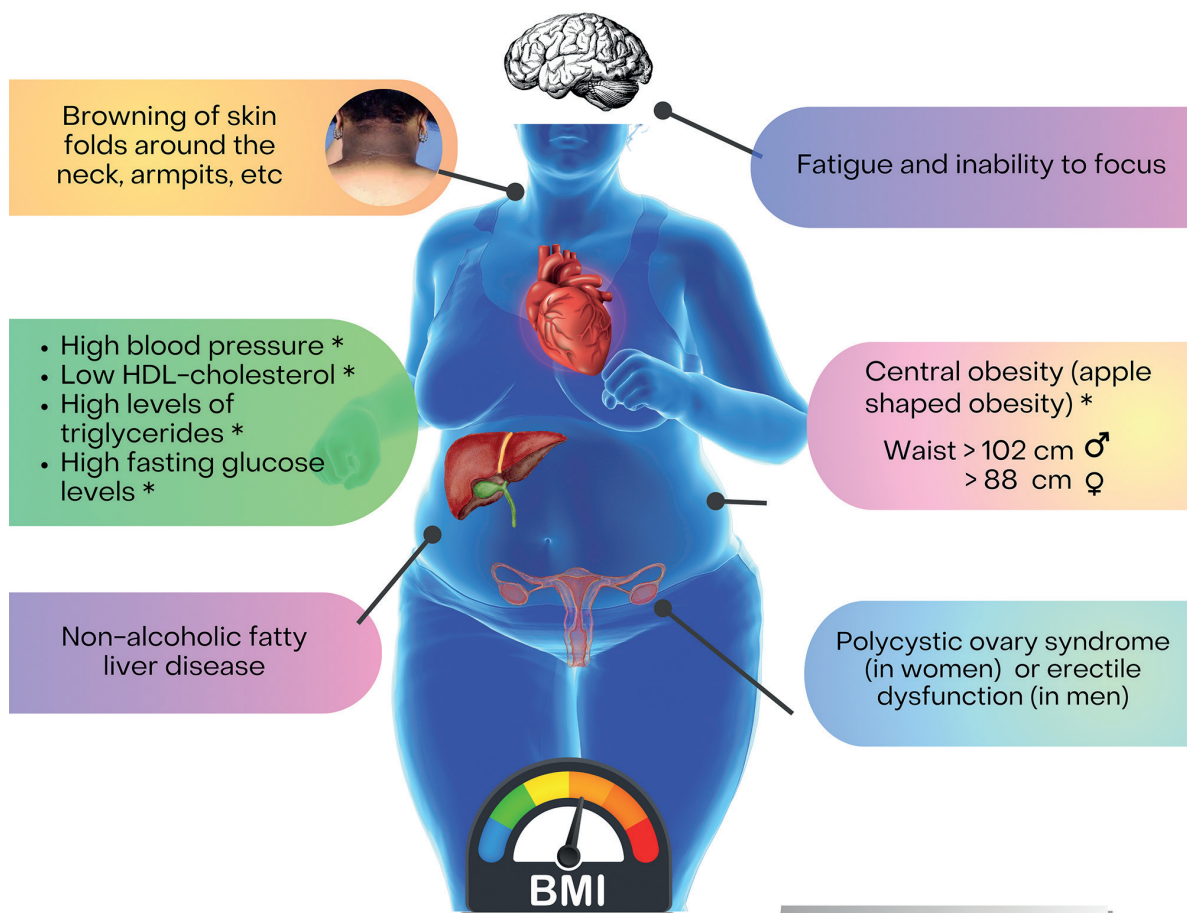 Browning of skin
folds around the
neck, armpits, etc
Fatigue and inability to focus
• High blood pressure *
• Low HDL-cholesterol *
• High levels of
triglycerides *
• High fasting glucose
levels *
Central obesity (apple
shaped obesity) *
Waist > 102 cm ♂
> 88 cm ♀
Non-alcoholic fatty
liver disease
Polycystic ovary syndrome
(in women) or erectile
dysfunction (in men)
BMI